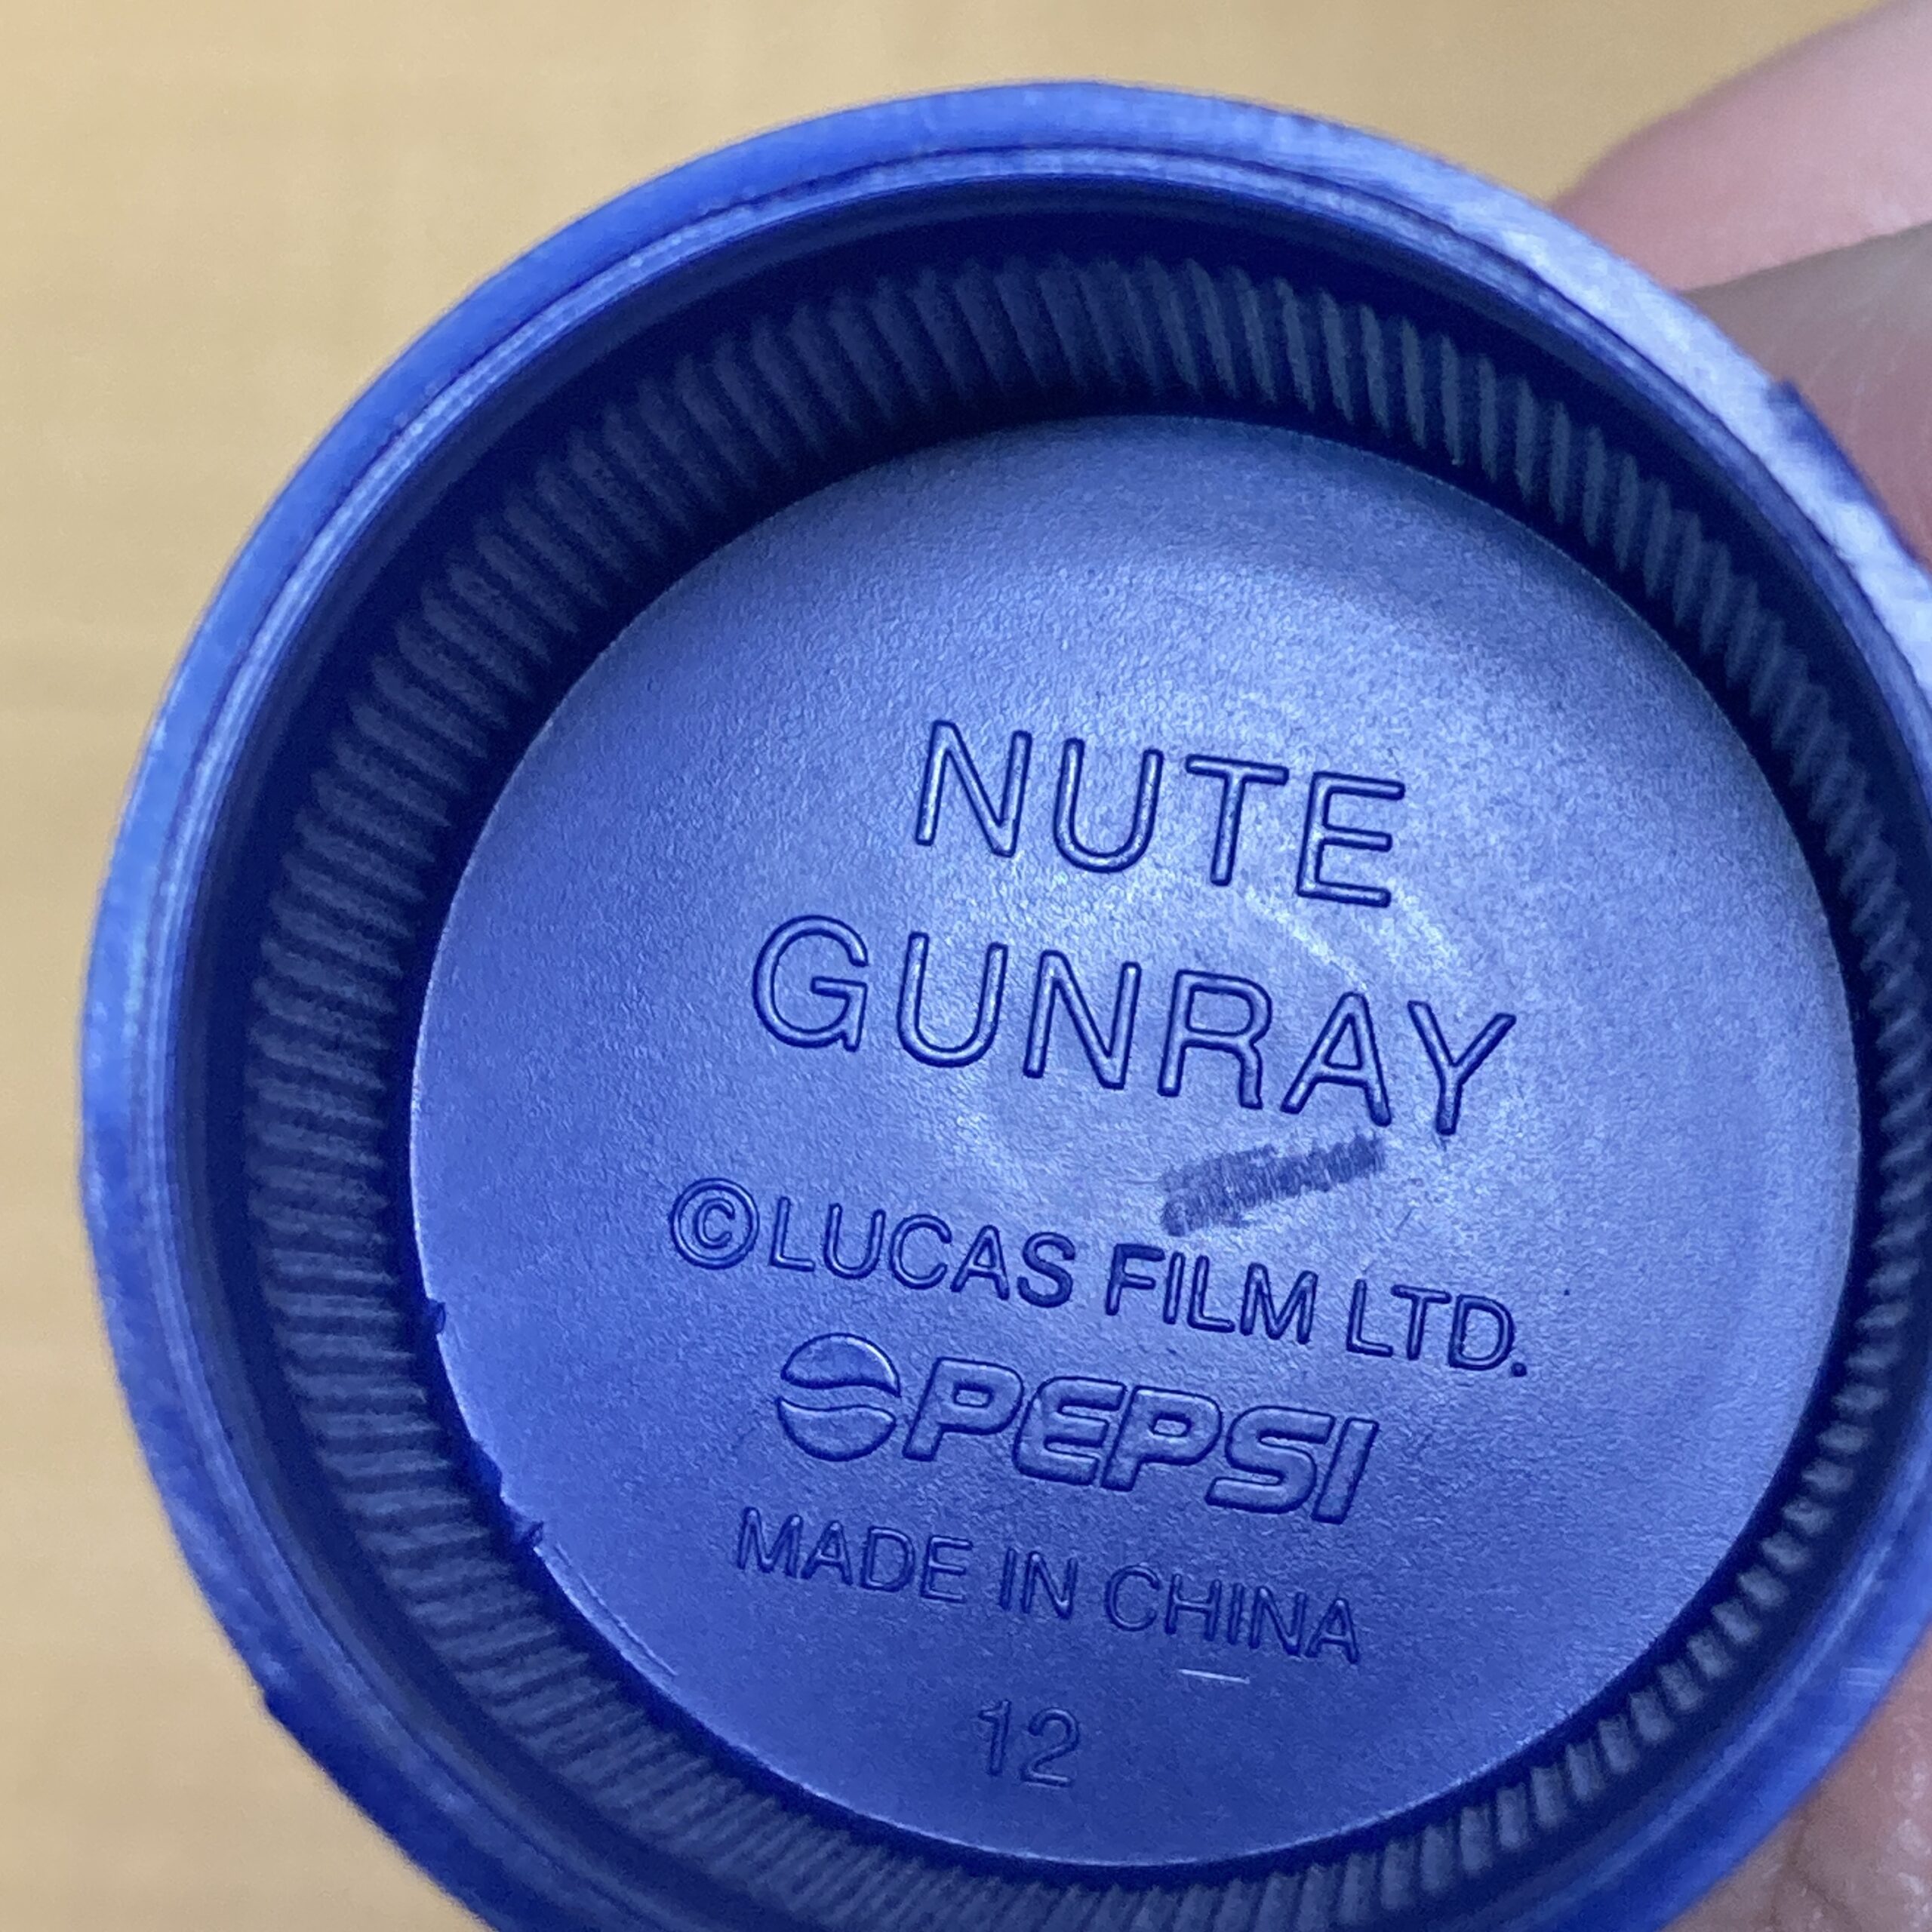 NUTE
GUNRAY
©LUCAS FILM LTD.
PEPSI
MADE IN CHINA
12